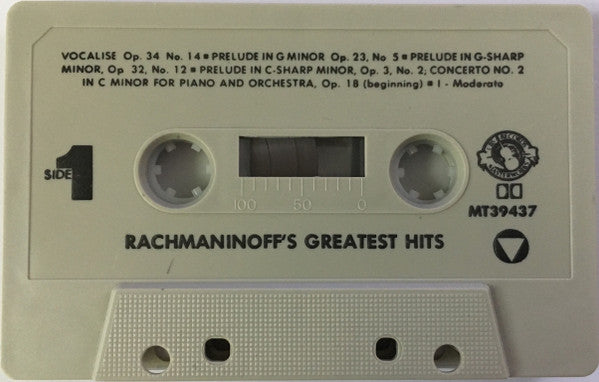 VOCALISE Op. 34 No. 14 ▪ PRELUDE IN G MINOR Op. 23, No 5 ▪ PRELUDE IN G-SHARP
MINOR, Op 32, No. 12 ▪ PRELUDE IN C-SHARP MINOR, Op. 3, No. 2; CONCERTO NO. 2
IN C MINOR FOR PIANO AND ORCHESTRA, Op. 18 (beginning) ▪ I - Moderato
SIDE 1
100 50 0
MT39437
RACHMANINOFF'S GREATEST HITS